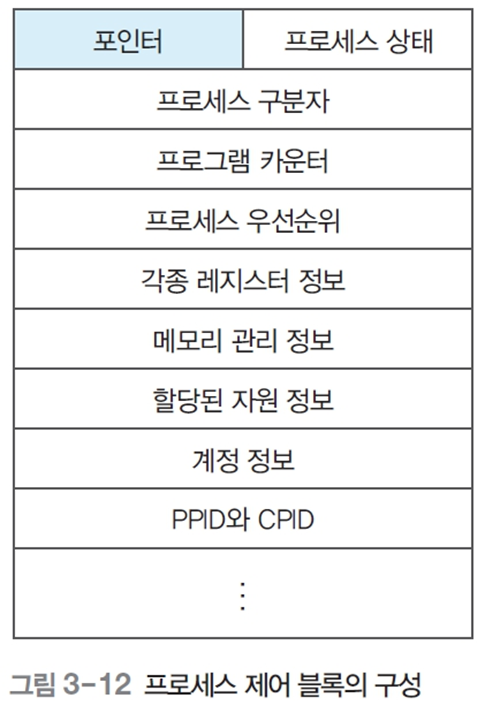 포인터 프로세스 상태
프로세스 구분자
프로그램 카운터
프로세스 우선순위
각종 레지스터 정보
메모리 관리 정보
할당된 자원 정보
계정 정보
PPID와 CPID
⋮
그림 3-12 프로세스 제어 블록의 구성